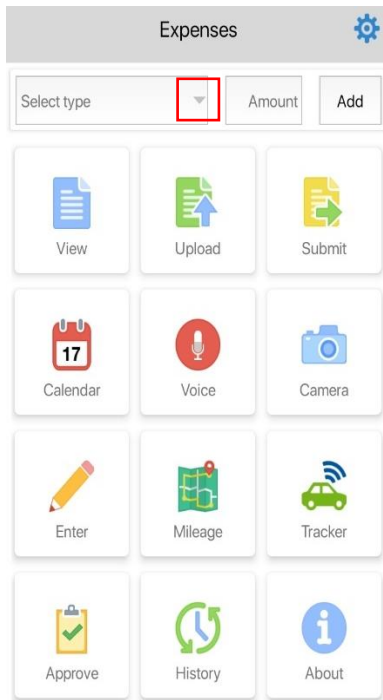 Expenses
Select type Amount Add
View Upload Submit
17
Calendar Voice Camera
Enter Mileage Tracker
Approve History About